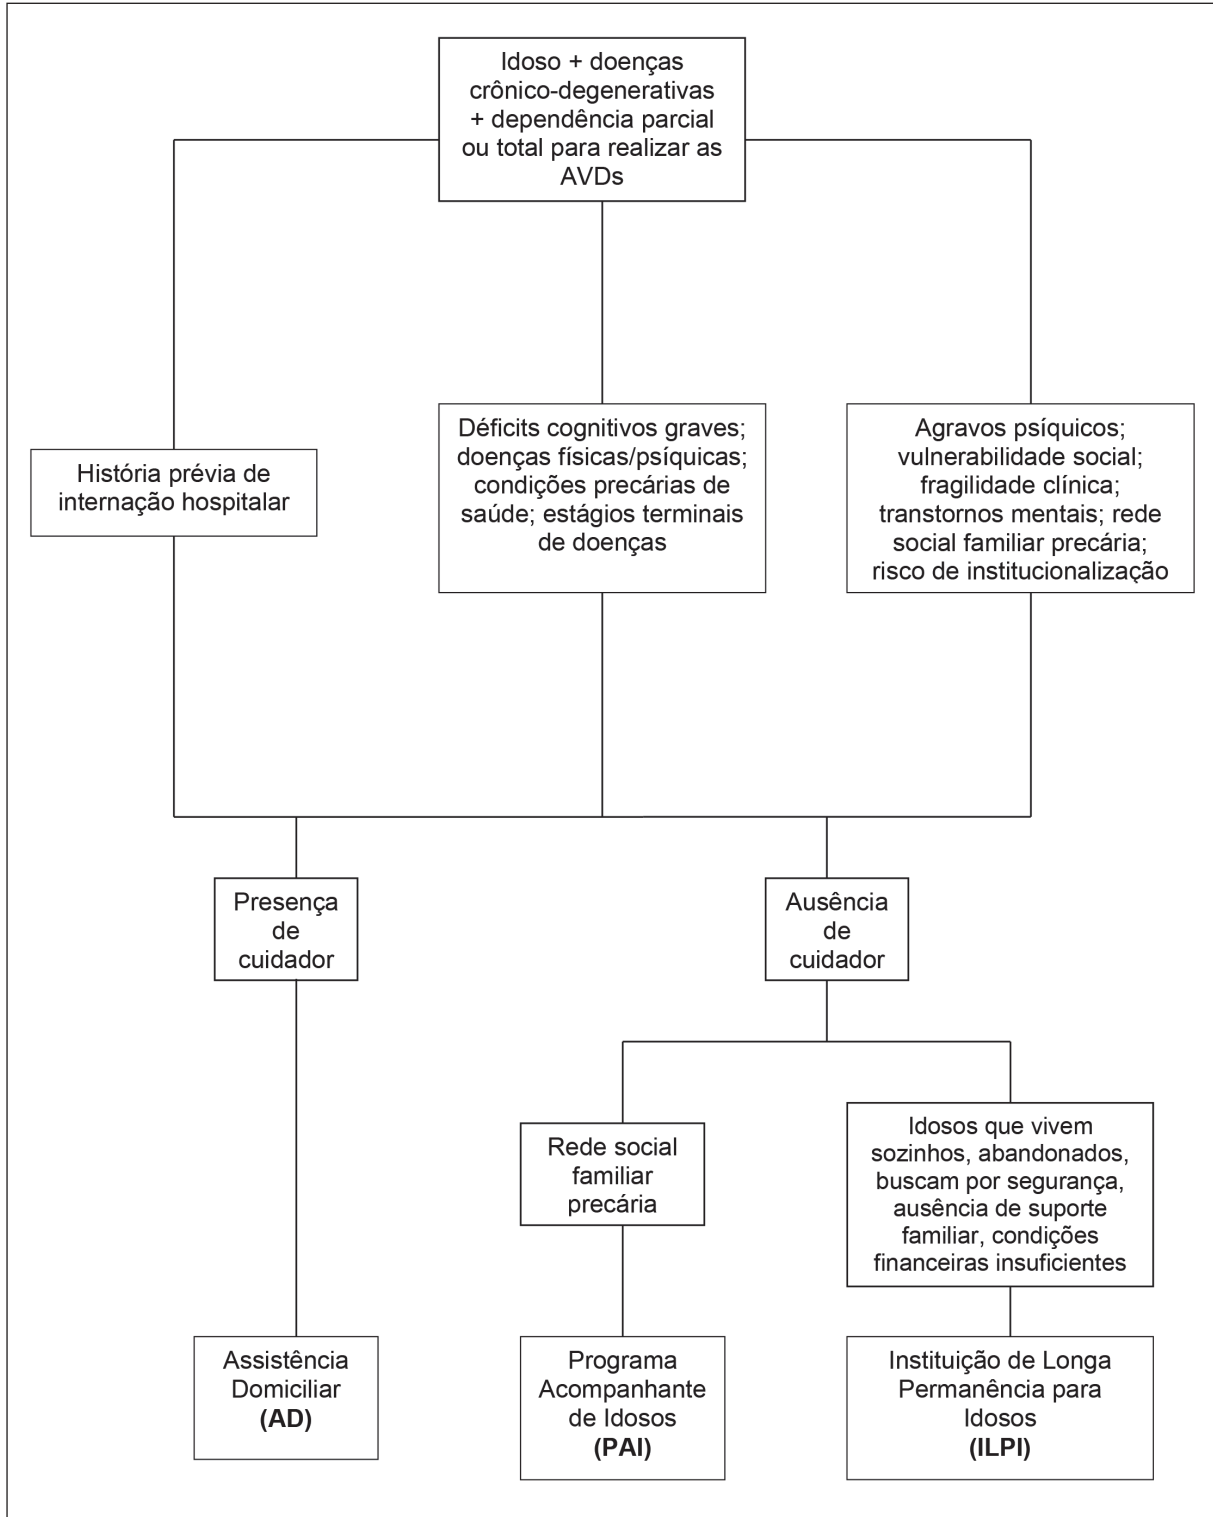 Idoso + doenças
crônico-degenerativas
+ dependência parcial
ou total para realizar as
AVDs
História prévia de
internação hospitalar
Déficits cognitivos graves;
doenças físicas/psíquicas;
condições precárias de
saúde; estágios terminais
de doenças
Agravos psíquicos;
vulnerabilidade social;
fragilidade clínica;
transtornos mentais; rede
social familiar precária;
risco de institucionalização
Presença
de
cuidador
Ausência
de
cuidador
Rede social
familiar
precária
Idosos que vivem
sozinhos, abandonados,
buscam por segurança,
ausência de suporte
familiar, condições
financeiras insuficientes
Assistência
Domiciliar
(AD)
Programa
Acompanhante
de Idosos
(PAI)
Instituição de Longa
Permanência para
Idosos
(ILPI)